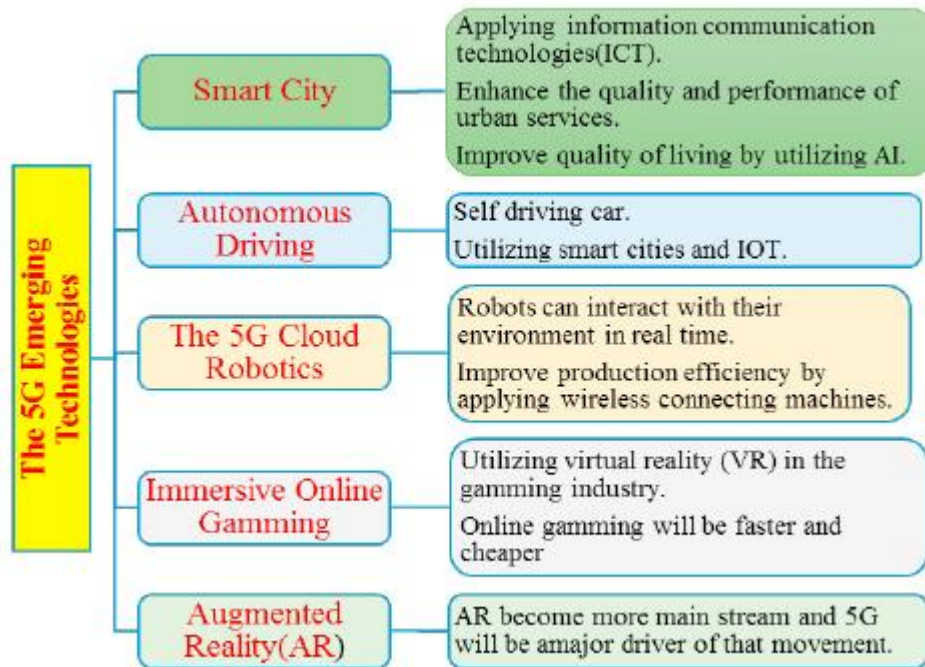 The 5G Emerging
Technologies
Smart City
Applying information communication
technologies(ICT).
Enhance the quality and performance of
urban services.
Improve quality of living by utilizing AI.
Autonomous
Driving
Self driving car.
Utilizing smart cities and IOT.
The 5G Cloud
Robotics
Robots can interact with their
environment in real time.
Improve production efficiency by
applying wireless connecting machines.
Immersive Online
Gamming
Utilizing virtual reality (VR) in the
gamming industry.
Online gamming will be faster and
cheaper
Augmented
Reality(AR)
AR become more main stream and 5G
will be amajor driver of that movement.